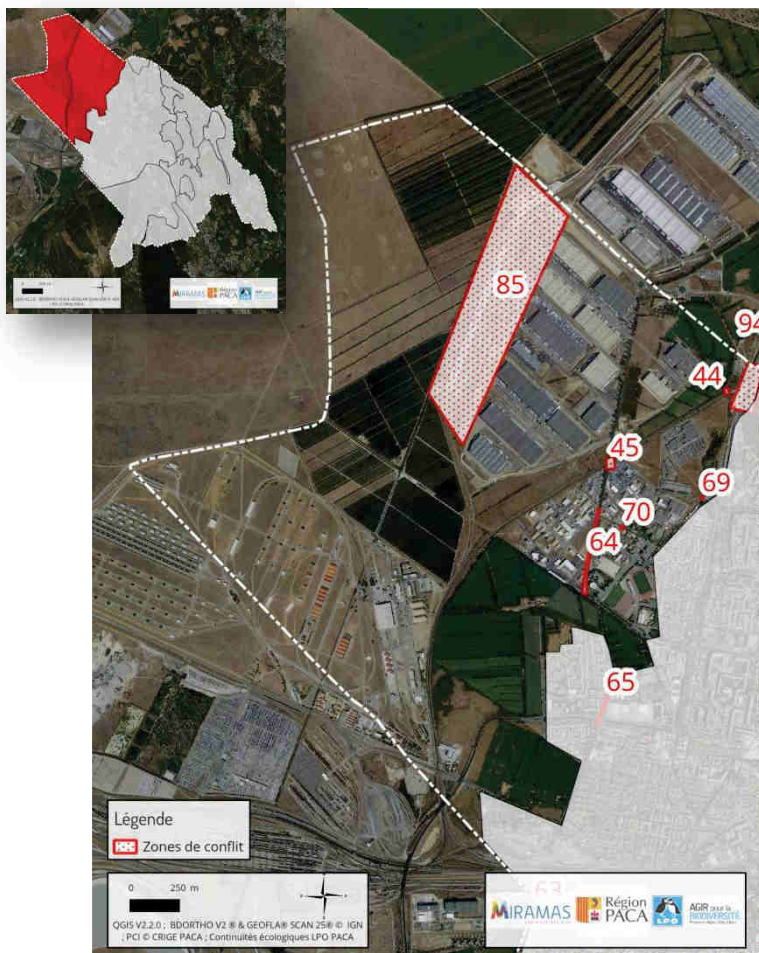 MIRAMAS
Région
PACA
85
94
44
45
69
70
64
65
63
Légende
Zones de conflit
0 250 m
QGIS V2.2.0 ; BDORTHO V2 ® & GEOFLA® SCAN 25® © IGN
; PCI © CRIGE PACA ; Continuités écologiques LPO PACA
MIRAMAS
Région
PACA
LPO
AGIR pour la
BIODIVERSITÉ